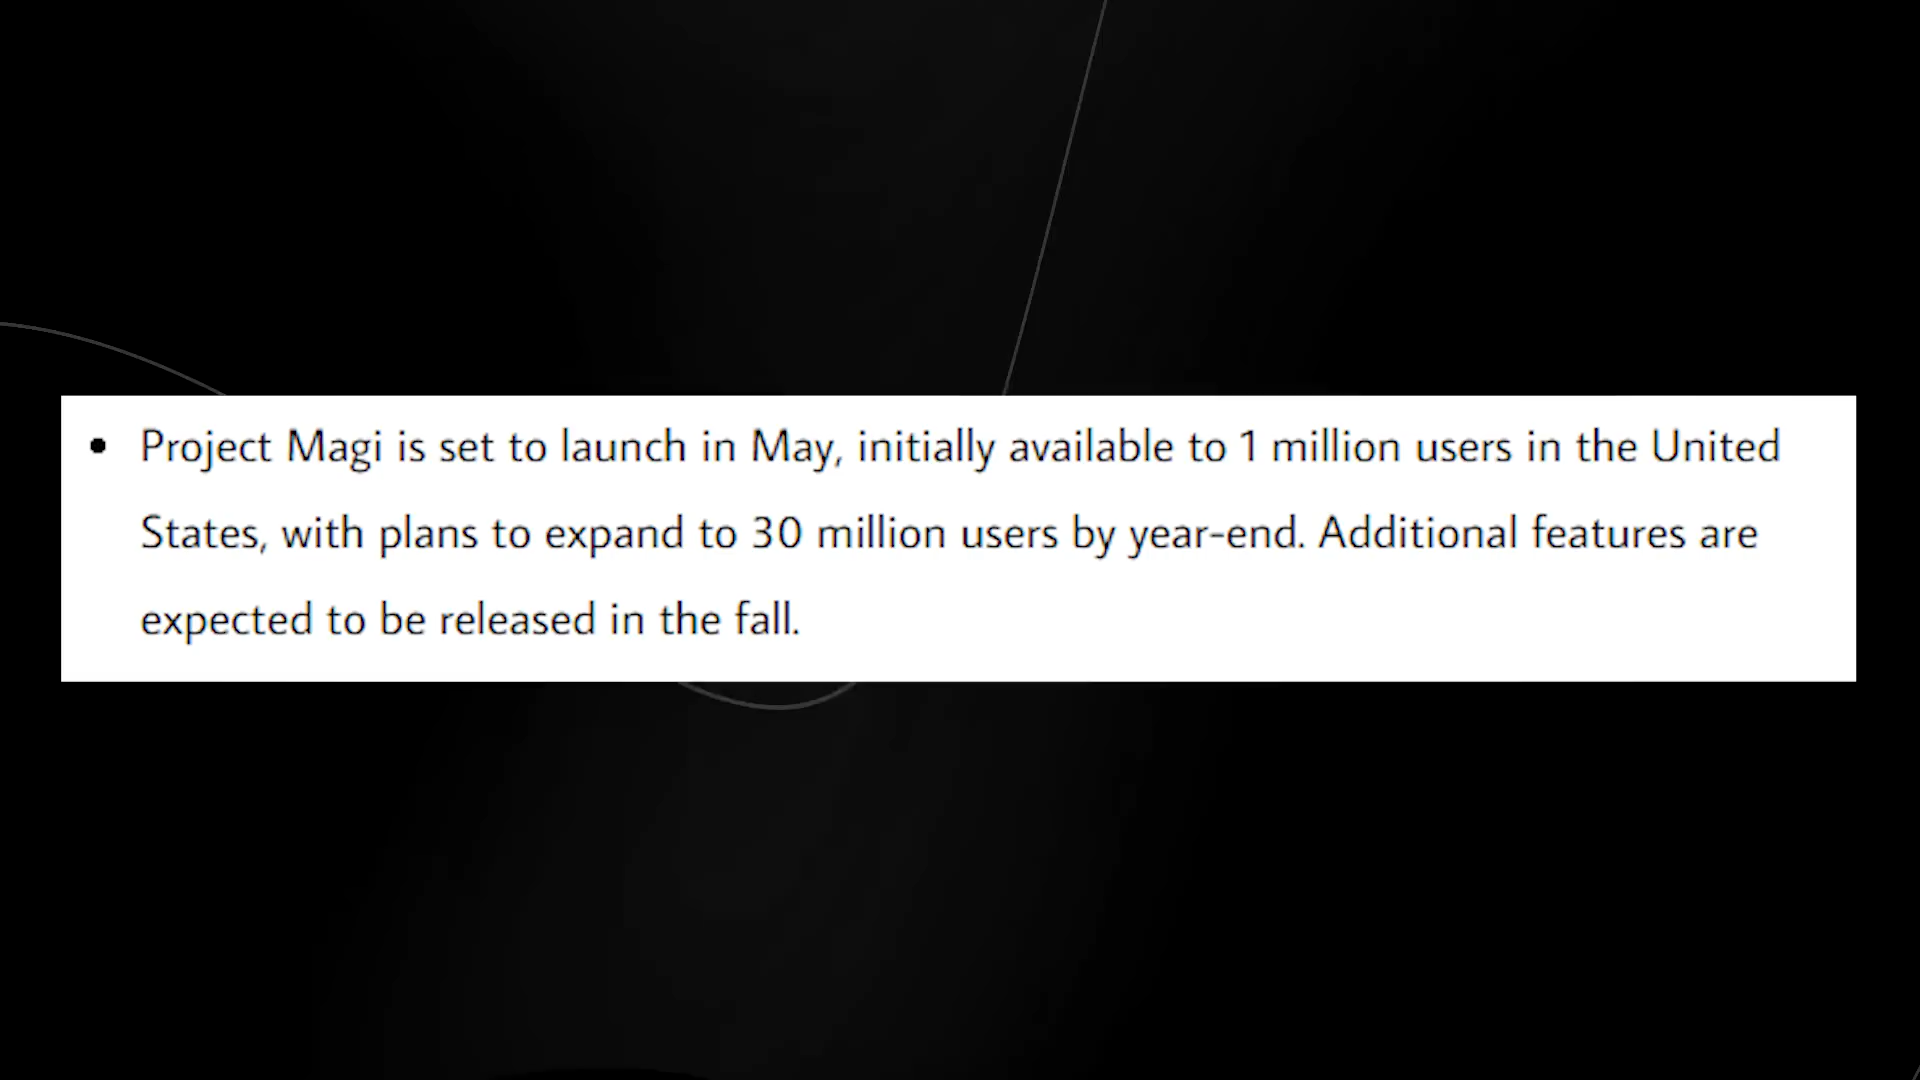 • Project Magi is set to launch in May, initially available to 1 million users in the United
States, with plans to expand to 30 million users by year-end. Additional features are
expected to be released in the fall.